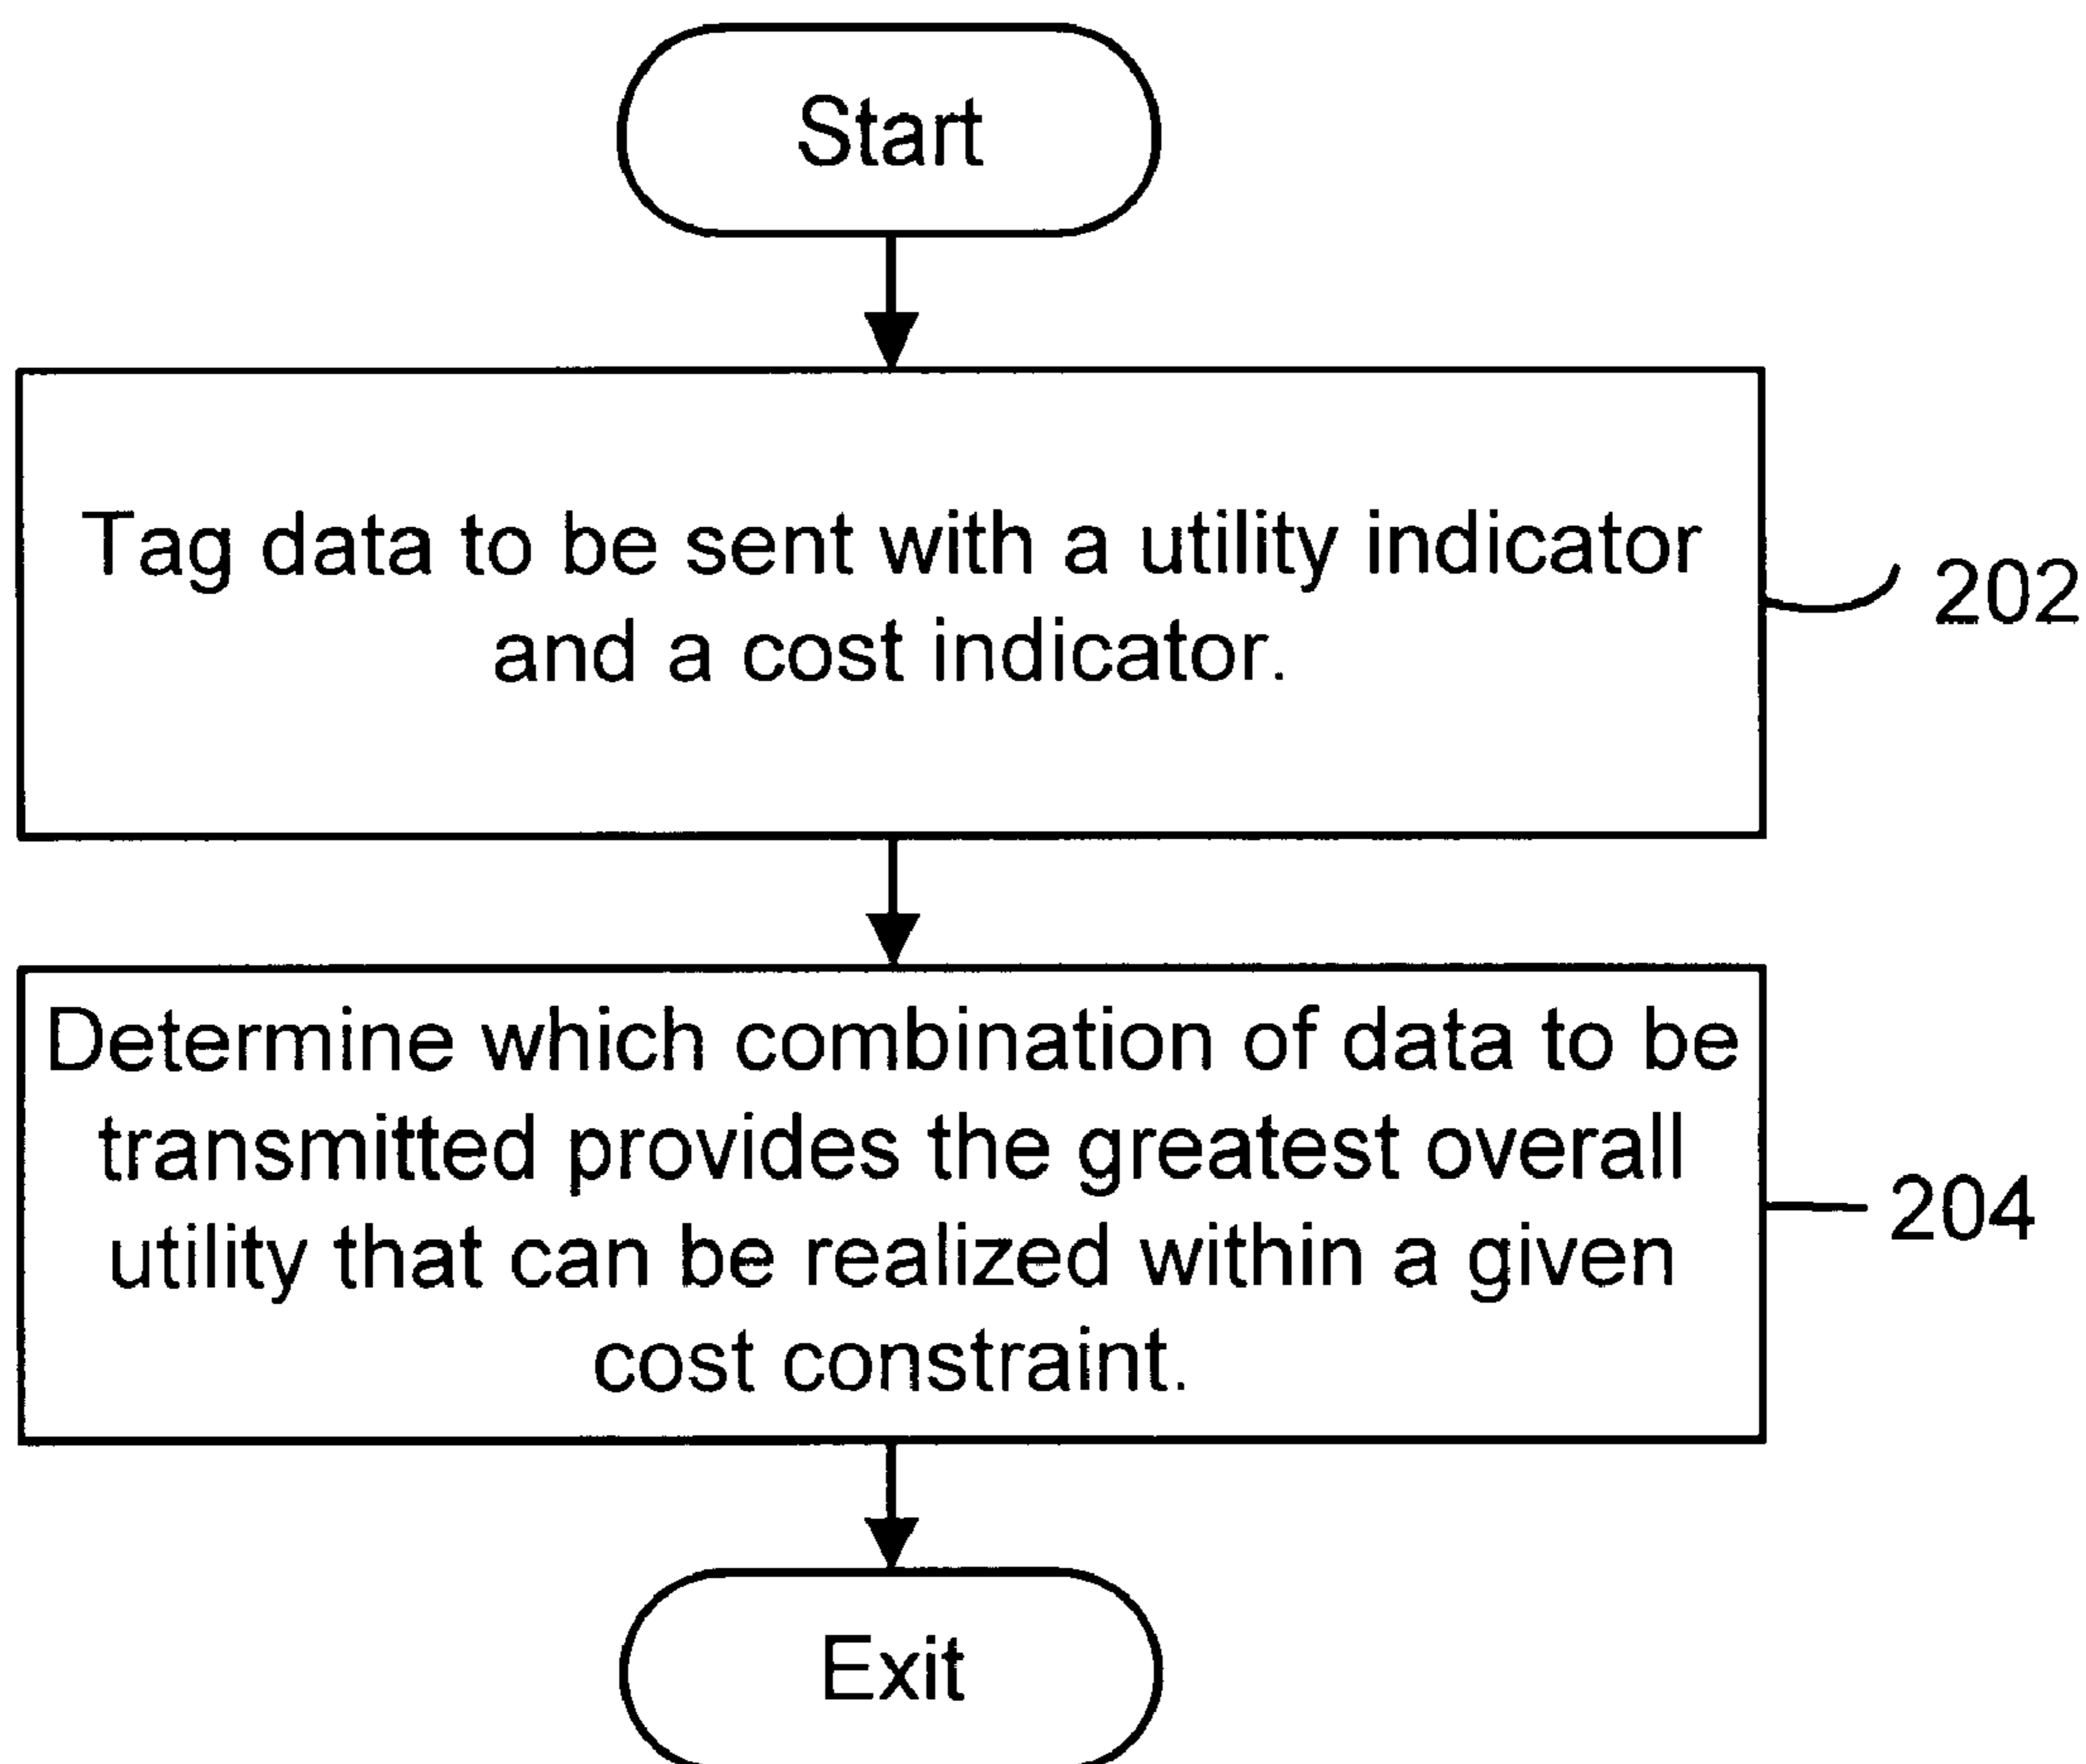 Start
Tag data to be sent with a utility indicator
and a cost indicator.
202
Determine which combination of data to be
transmitted provides the greatest overall
utility that can be realized within a given
cost constraint.
204
Exit